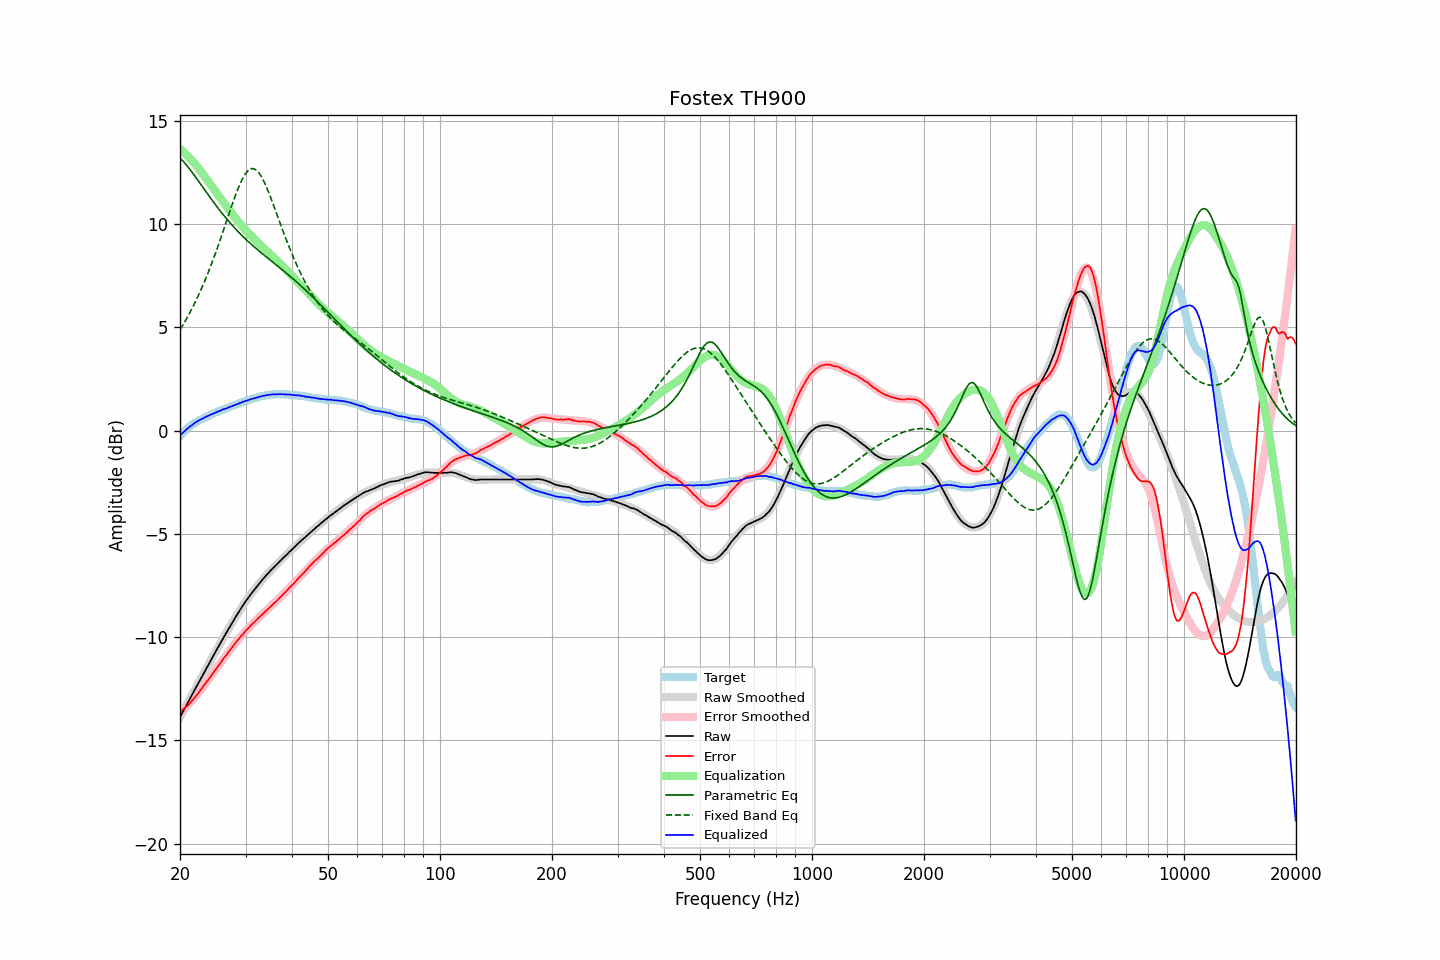 Fostex TH900
15
10
5
0
−5
−10
−15
−20
Amplitude (dBr)
Target
Raw Smoothed
Error Smoothed
Raw
Error
Equalization
Parametric Eq
Fixed Band Eq
Equalized
20 50 100 200 500 1000 2000 5000 10000 20000
Frequency (Hz)